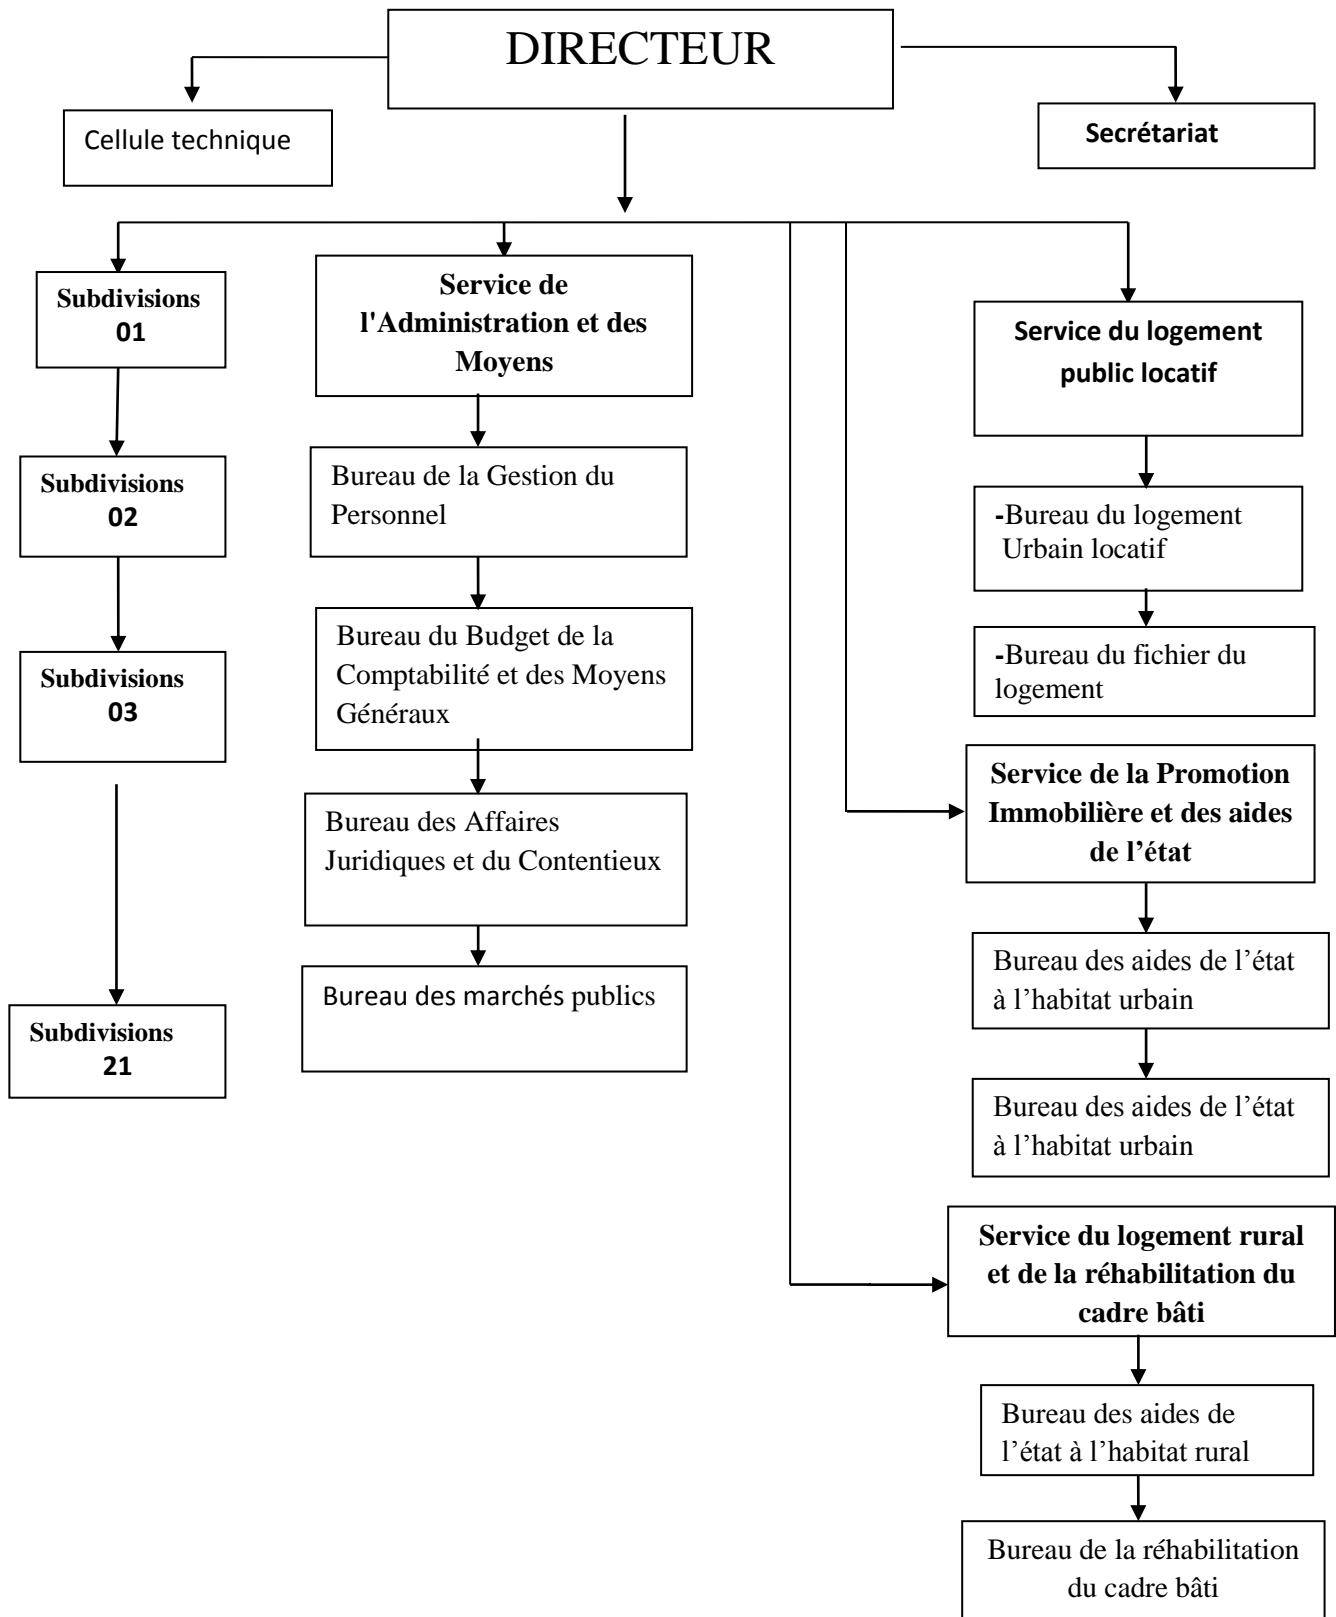 DIRECTEUR
Cellule technique
Secrétariat
Subdivisions
01
Subdivisions
02
Subdivisions
03
Subdivisions
21
Service de
l'Administration et des
Moyens
Bureau de la Gestion du
Personnel
Bureau du Budget de la
Comptabilité et des Moyens
Généraux
Bureau des Affaires
Juridiques et du Contentieux
Bureau des marchés publics
Service du logement
public locatif
-Bureau du logement
Urbain locatif
-Bureau du fichier du
logement
Service de la Promotion
Immobilière et des aides
de l’état
Bureau des aides de l’état
à l’habitat urbain
Bureau des aides de l’état
à l’habitat urbain
Service du logement rural
et de la réhabilitation du
cadre bâti
Bureau des aides de
l’état à l’habitat rural
Bureau de la réhabilitation
du cadre bâti